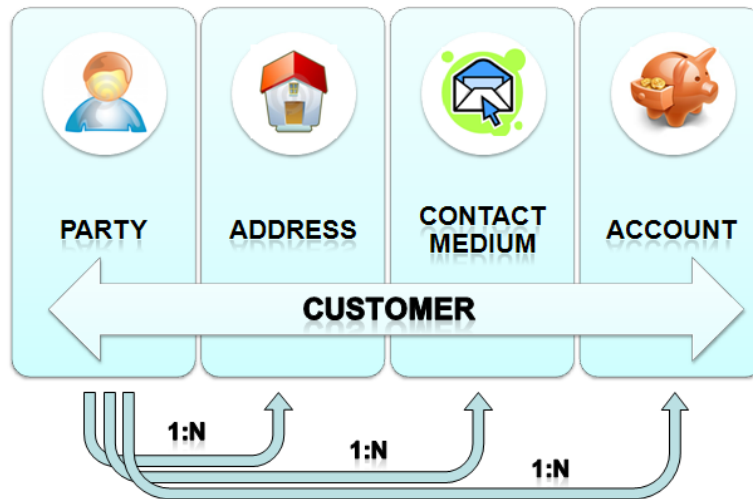 PARTY
ADDRESS
CONTACT
MEDIUM
ACCOUNT
CUSTOMER
1:N
1:N
1:N